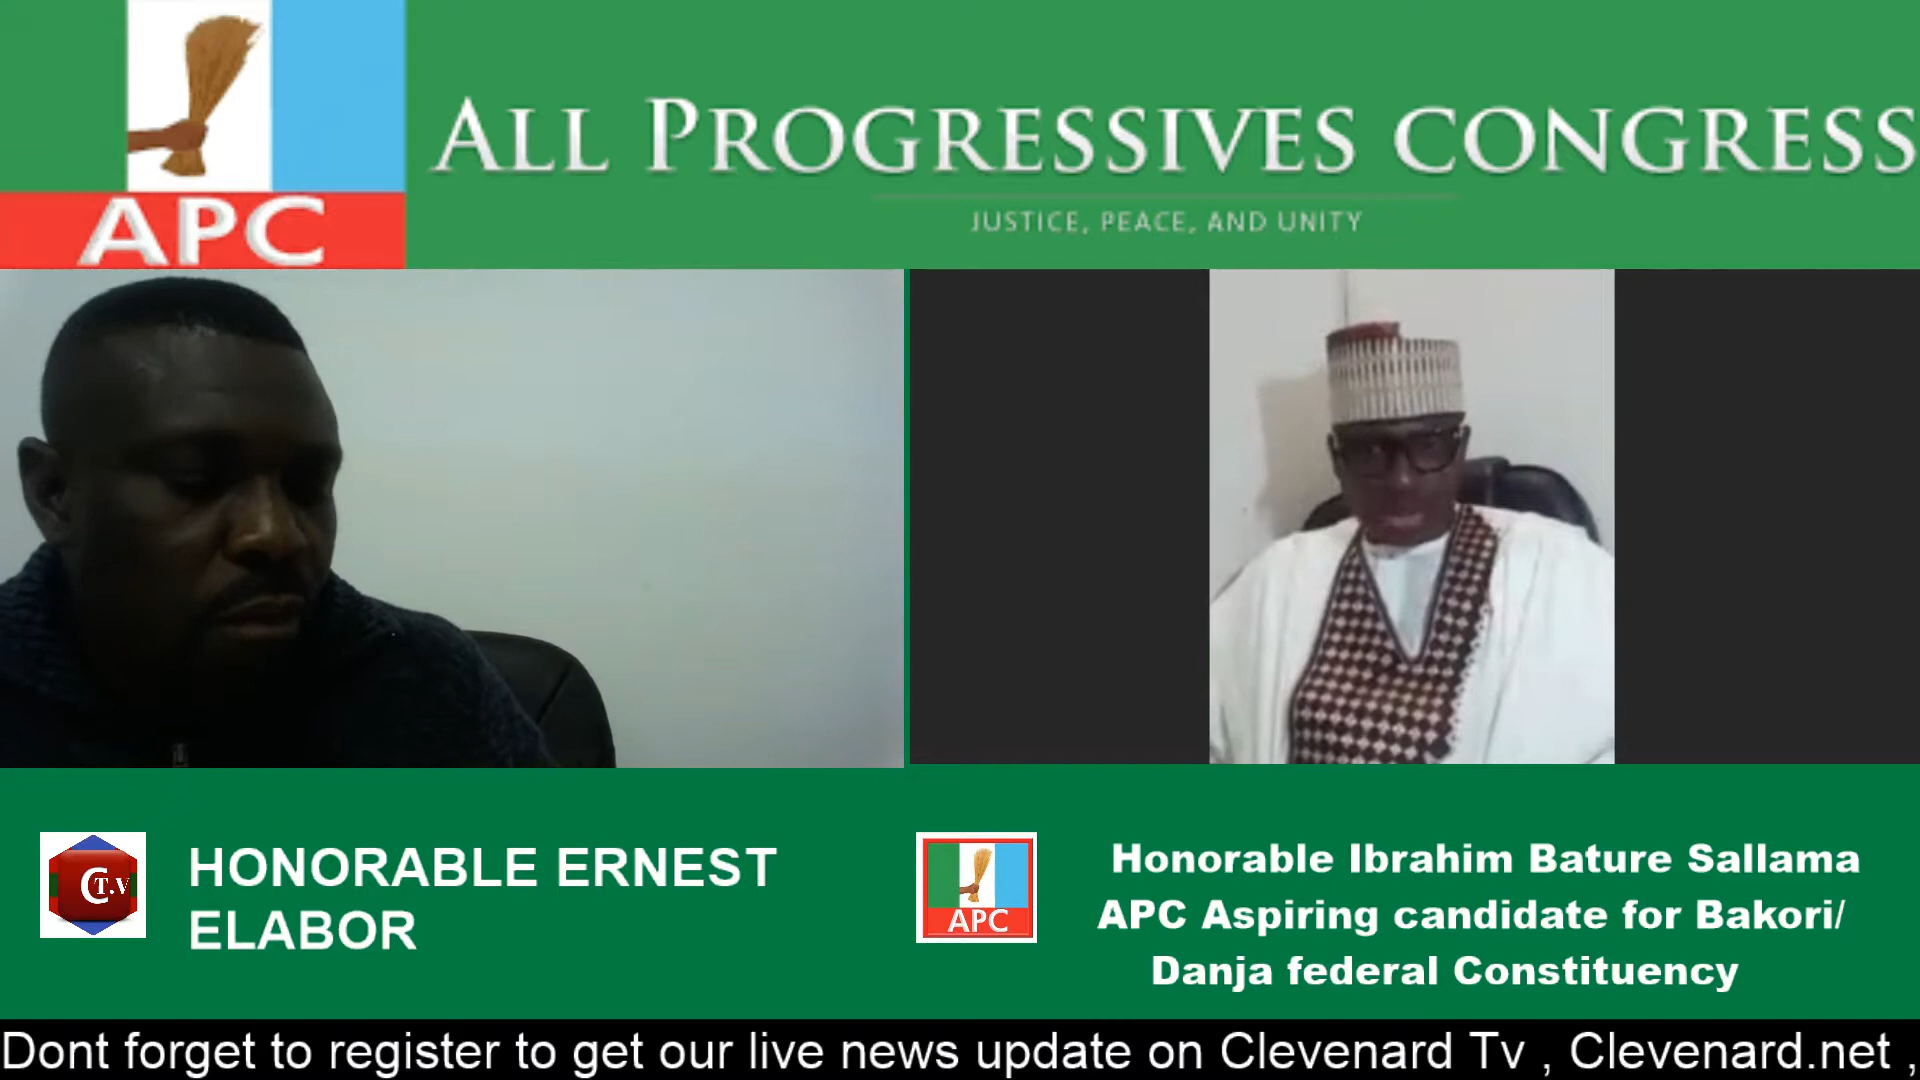 APC
ALL PROGRESSIVES CONGRESS
JUSTICE, PEACE, AND UNITY
CT.V
HONORABLE ERNEST
ELABOR
APC
Honorable Ibrahim Bature Sallama
APC Aspiring candidate for Bakori/
Danja federal Constituency
Dont forget to register to get our live news update on Clevenard Tv , Clevenard.net ,